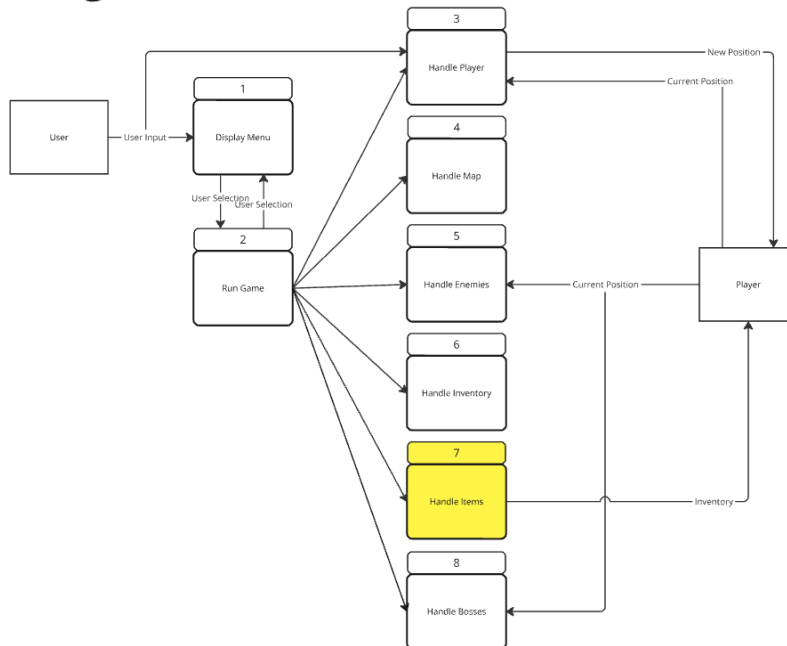 3
Handle Player
New Position
Current Position
1
User
User Input
Display Menu
4
Handle Map
User Selection
User Selection
2
Run Game
5
Handle Enemies
Current Position
Player
6
Handle Inventory
7
Handle Items
Inventory
8
Handle Bosses